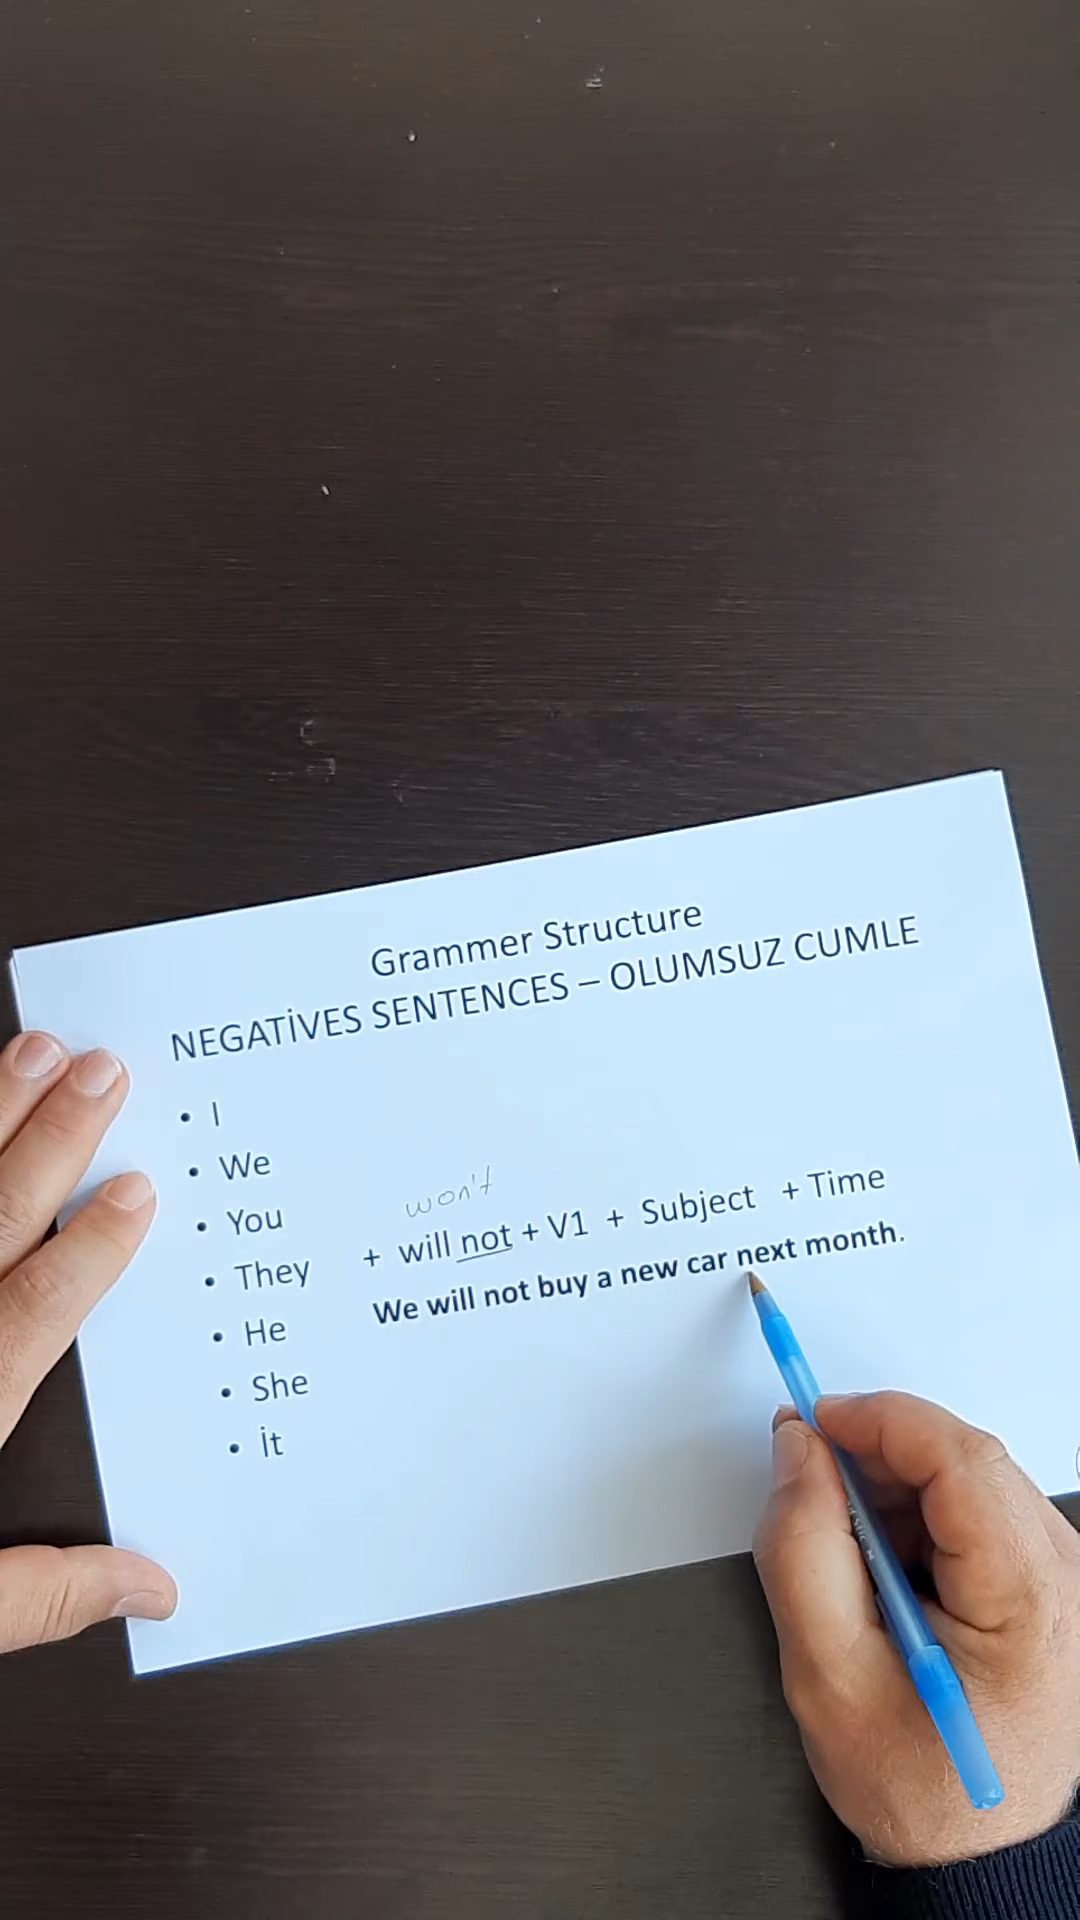 Grammer Structure
NEGATİVES SENTENCES – OLUMSUZ CUMLE
• I
• We
• You
• They
• He
• She
• İt
won't
+ will not + V1 + Subject + Time
We will not buy a new car next month.